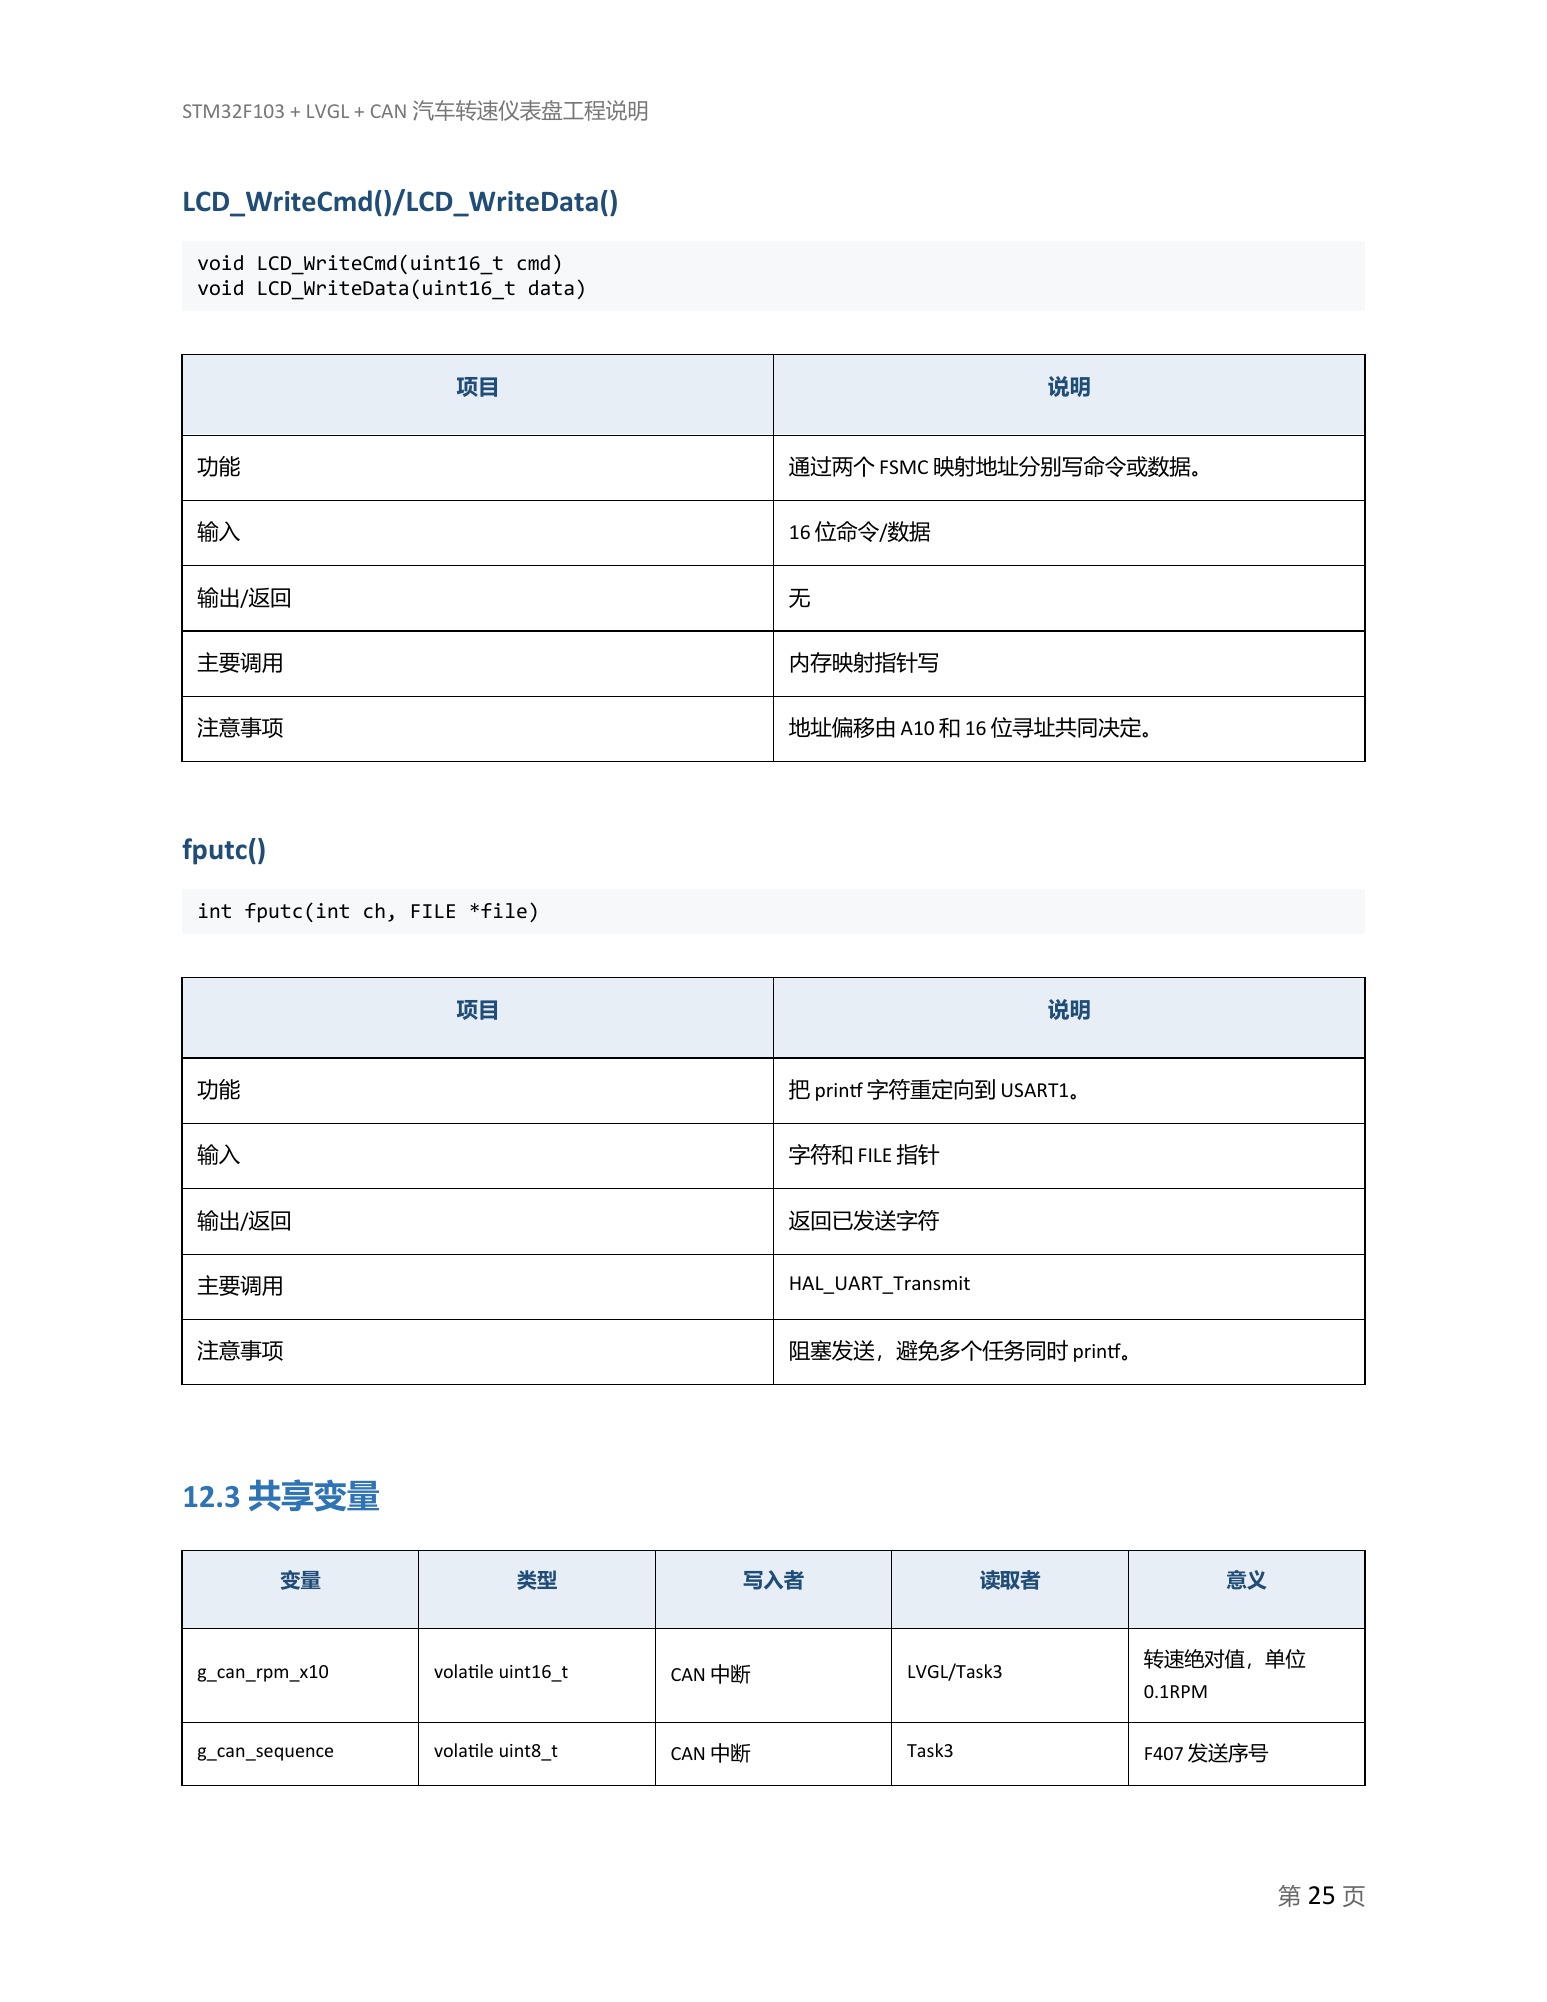 STM32F103 + LVGL + CAN 汽车转速仪表盘工程说明
LCD_WriteCmd()/LCD_WriteData()
void LCD_WriteCmd(uint16_t cmd)
void LCD_WriteData(uint16_t data)
项目 说明
功能 通过两个 FSMC 映射地址分别写命令或数据。
输入 16 位命令/数据
输出/返回 无
主要调用 内存映射指针写
注意事项 地址偏移由 A10 和 16 位寻址共同决定。
fputc()
int fputc(int ch, FILE *file)
项目 说明
功能 把 printf 字符重定向到 USART1。
输入 字符和 FILE 指针
输出/返回 返回已发送字符
主要调用 HAL_UART_Transmit
注意事项 阻塞发送，避免多个任务同时 printf。
12.3 共享变量
变量 类型 写入者 读取者 意义
g_can_rpm_x10 volatile uint16_t CAN 中断 LVGL/Task3 转速绝对值，单位
0.1RPM
g_can_sequence volatile uint8_t CAN 中断 Task3 F407 发送序号
第 25 页